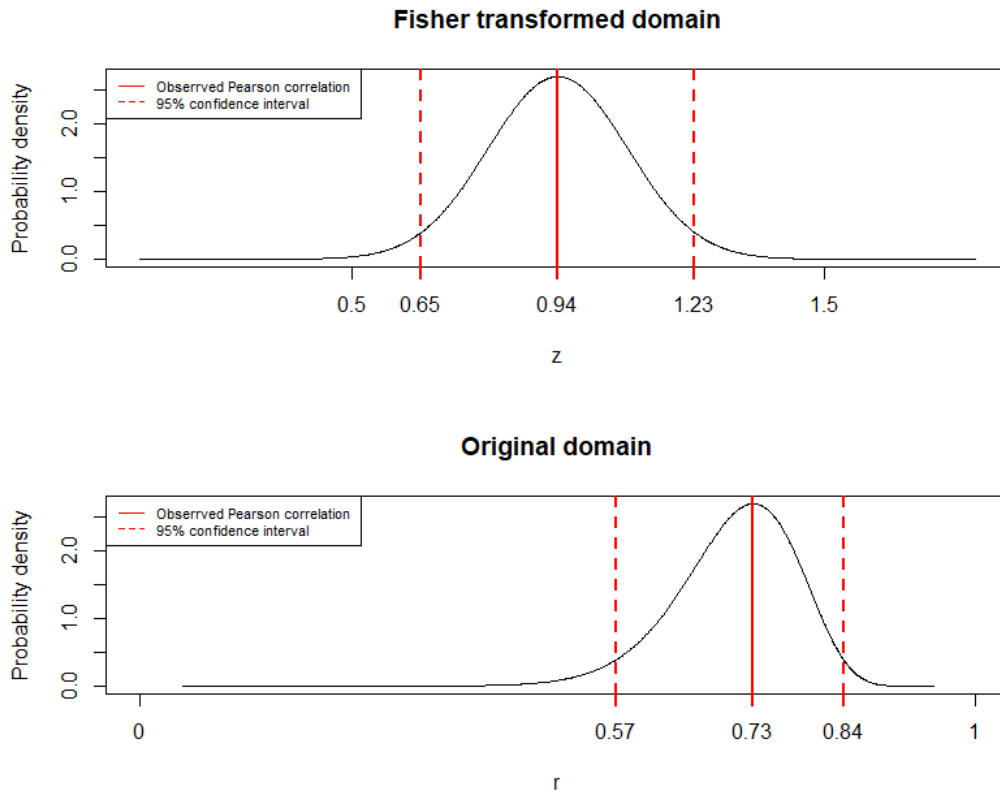 Fisher transformed domain
Obserrved Pearson correlation
95% confidence interval
Probability density
0.0 1.0 2.0
0.5 0.65 0.94 1.23 1.5
z
Original domain
Obserrved Pearson correlation
95% confidence interval
Probability density
0.0 1.0 2.0
0 0.57 0.73 0.84 1
r